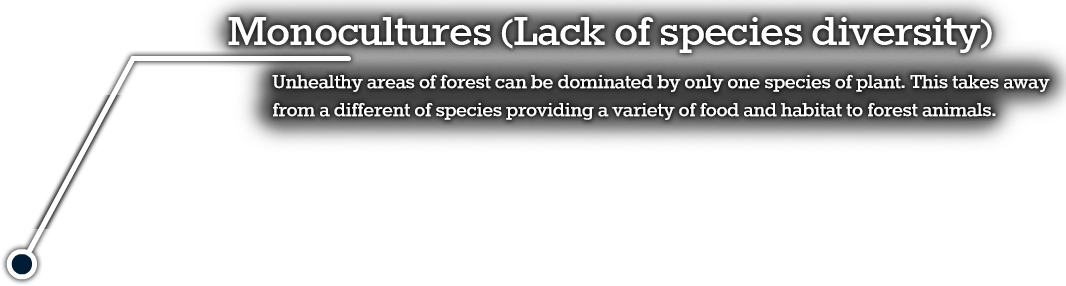 Monocultures (Lack of species diversity)
Unhealthy areas of forest can be dominated by only one species of plant. This takes away
from a different of species providing a variety of food and habitat to forest animals.